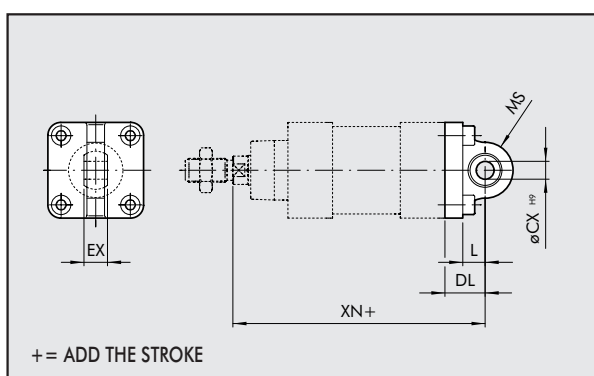 MS
øCX H9
EX
L
DL
XN+
+= ADD THE STROKE